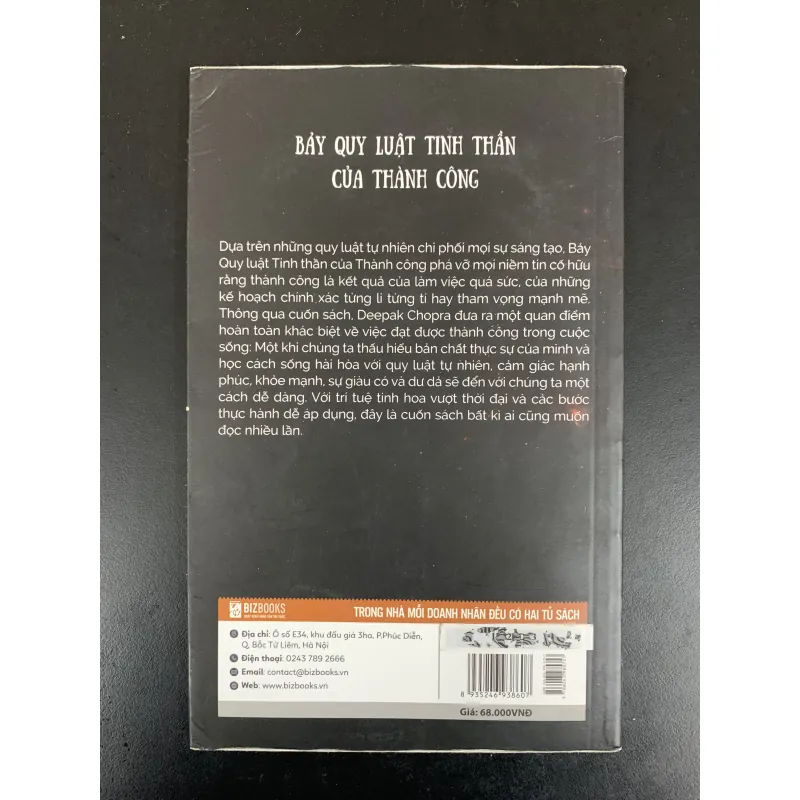 BẢY QUY LUẬT TINH THẦN
CỦA THÀNH CÔNG
Dựa trên những quy luật tự nhiên chi phối mọi sự sáng tạo, Bảy
Quy luật Tinh thần của Thành công phá vỡ mọi niềm tin cố hữu
rằng thành công là kết quả của làm việc quá sức, của những
kế hoạch chính xác từng li từng tí hay tham vọng mạnh mẽ.
Thông qua cuốn sách, Deepak Chopra đưa ra một quan điểm
hoàn toàn khác biệt về việc đạt được thành công trong cuộc
sống: Một khi chúng ta thấu hiểu bản chất thực sự của mình và
học cách sống hài hòa với quy luật tự nhiên, cảm giác hạnh
phúc, khỏe mạnh, sự giàu có và dư dả sẽ đến với chúng ta một
cách dễ dàng. Với trí tuệ tinh hoa vượt thời đại và các bước
thực hành dễ áp dụng, đây là cuốn sách bất kì ai cũng muốn
đọc nhiều lần.
BIZBOOKS
TRONG NHÀ MỖI DOANH NHÂN ĐỀU CÓ HAI TỦ SÁCH
Địa chỉ: Ô số E34, khu đấu giá 3ha, P.Phúc Diễn,
Q. Bắc Từ Liêm, Hà Nội
Điện thoại: 0243 789 2666
Email: contact@bizbooks.vn
Web: www.bizbooks.vn
8 935246 938607
Giá: 68.000VNĐ